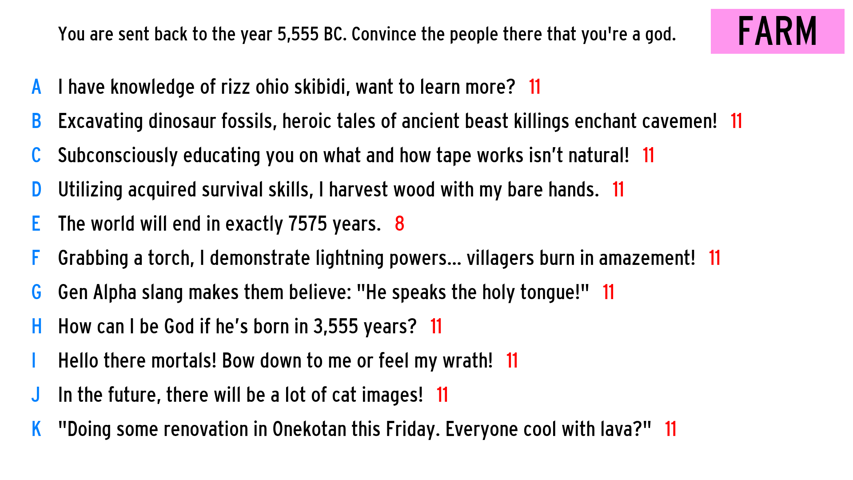 You are sent back to the year 5,555 BC. Convince the people there that you're a god.
FARM
A I have knowledge of rizz ohio skibidi, want to learn more? 11
B Excavating dinosaur fossils, heroic tales of ancient beast killings enchant cavemen! 11
C Subconsciously educating you on what and how tape works isn’t natural! 11
D Utilizing acquired survival skills, I harvest wood with my bare hands. 11
E The world will end in exactly 7575 years. 8
F Grabbing a torch, I demonstrate lightning powers... villagers burn in amazement! 11
G Gen Alpha slang makes them believe: "He speaks the holy tongue!" 11
H How can I be God if he’s born in 3,555 years? 11
I Hello there mortals! Bow down to me or feel my wrath! 11
J In the future, there will be a lot of cat images! 11
K "Doing some renovation in Onekotan this Friday. Everyone cool with lava?" 11